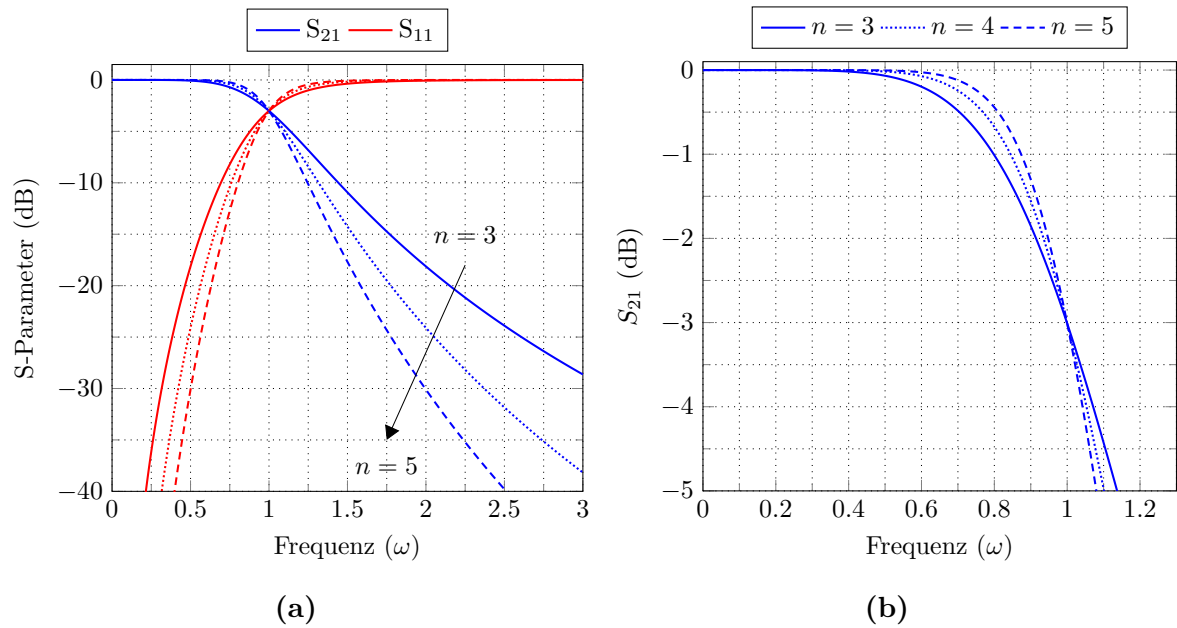 S21 S11
0
−10
−20
−30
−40
S-Parameter (dB)
n = 3
n = 5
0 0.5 1 1.5 2 2.5 3
Frequenz (ω)
(a)
n = 3 n = 4 n = 5
0
−1
−2
−3
−4
−5
S21 (dB)
0 0.2 0.4 0.6 0.8 1 1.2
Frequenz (ω)
(b)